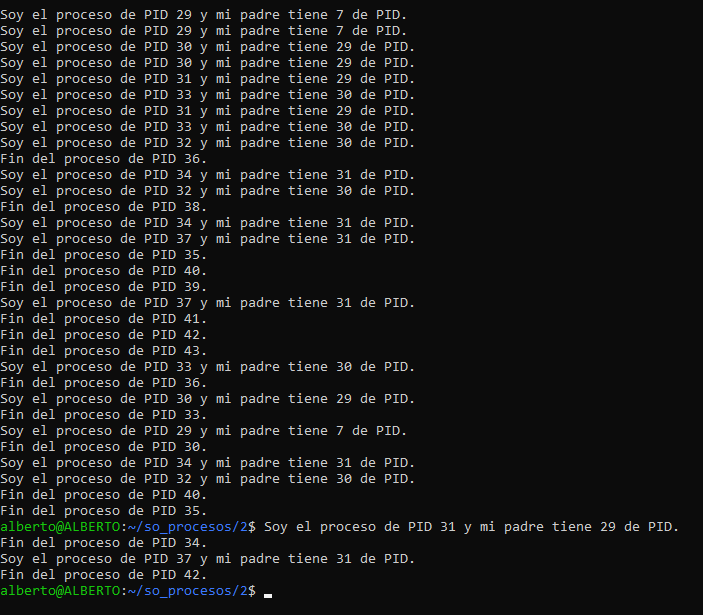 Soy el proceso de PID 29 y mi padre tiene 7 de PID.
Soy el proceso de PID 29 y mi padre tiene 7 de PID.
Soy el proceso de PID 30 y mi padre tiene 29 de PID.
Soy el proceso de PID 30 y mi padre tiene 29 de PID.
Soy el proceso de PID 31 y mi padre tiene 29 de PID.
Soy el proceso de PID 33 y mi padre tiene 30 de PID.
Soy el proceso de PID 31 y mi padre tiene 29 de PID.
Soy el proceso de PID 33 y mi padre tiene 30 de PID.
Soy el proceso de PID 32 y mi padre tiene 30 de PID.
Fin del proceso de PID 36.
Soy el proceso de PID 34 y mi padre tiene 31 de PID.
Soy el proceso de PID 32 y mi padre tiene 30 de PID.
Fin del proceso de PID 38.
Soy el proceso de PID 34 y mi padre tiene 31 de PID.
Soy el proceso de PID 37 y mi padre tiene 31 de PID.
Fin del proceso de PID 35.
Fin del proceso de PID 40.
Fin del proceso de PID 39.
Soy el proceso de PID 37 y mi padre tiene 31 de PID.
Fin del proceso de PID 41.
Fin del proceso de PID 42.
Fin del proceso de PID 43.
Soy el proceso de PID 33 y mi padre tiene 30 de PID.
Fin del proceso de PID 36.
Soy el proceso de PID 30 y mi padre tiene 29 de PID.
Fin del proceso de PID 33.
Soy el proceso de PID 29 y mi padre tiene 7 de PID.
Fin del proceso de PID 30.
Soy el proceso de PID 34 y mi padre tiene 31 de PID.
Soy el proceso de PID 32 y mi padre tiene 30 de PID.
Fin del proceso de PID 40.
Fin del proceso de PID 35.
alberto@ALBERTO:~/so_procesos/2$ Soy el proceso de PID 31 y mi padre tiene 29 de PID.
Fin del proceso de PID 34.
Soy el proceso de PID 37 y mi padre tiene 31 de PID.
Fin del proceso de PID 42.
alberto@ALBERTO:~/so_procesos/2$